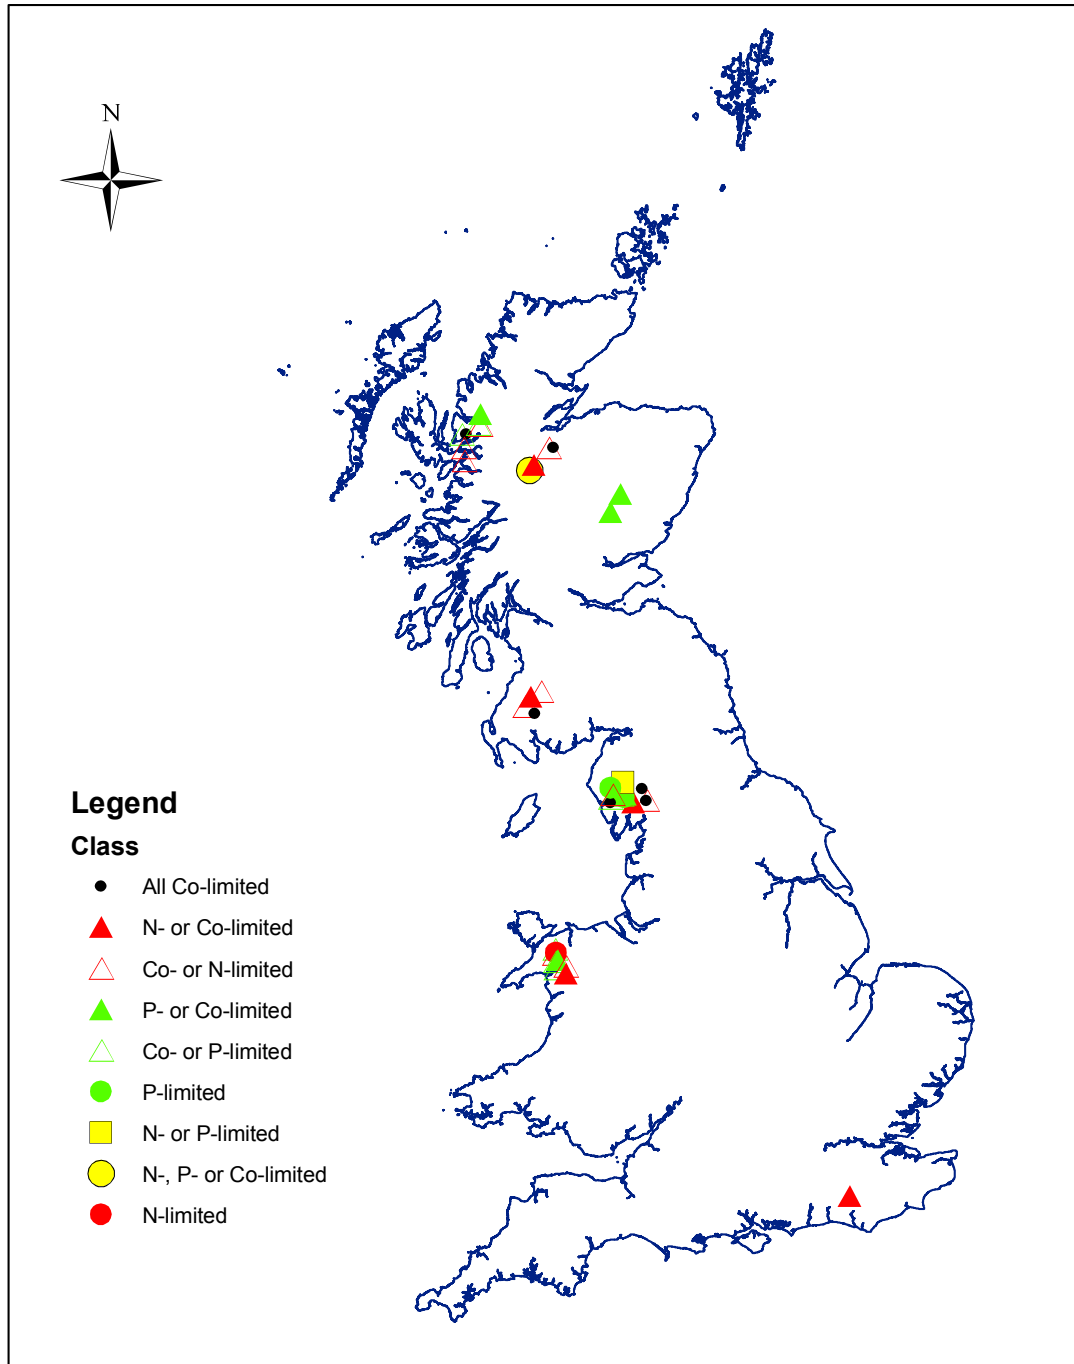 N
Legend
Class
All Co-limited
N- or Co-limited
Co- or N-limited
P- or Co-limited
Co- or P-limited
P-limited
N- or P-limited
N-, P- or Co-limited
N-limited